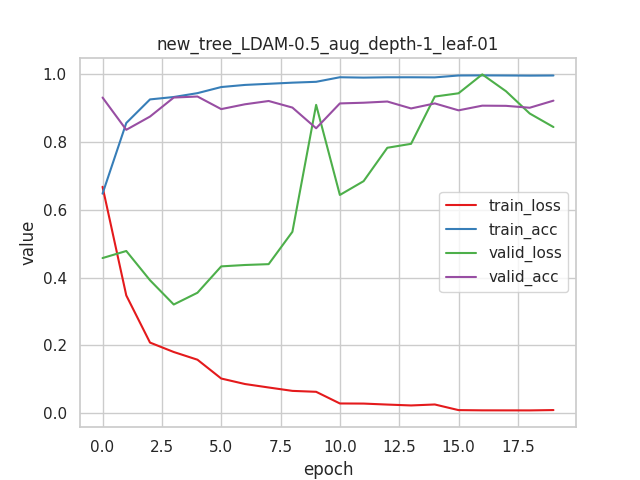 new_tree_LDAM-0.5_aug_depth-1_leaf-01
1.0
0.8
0.6
0.4
0.2
0.0
value
train_loss
train_acc
valid_loss
valid_acc
0.0 2.5 5.0 7.5 10.0 12.5 15.0 17.5
epoch